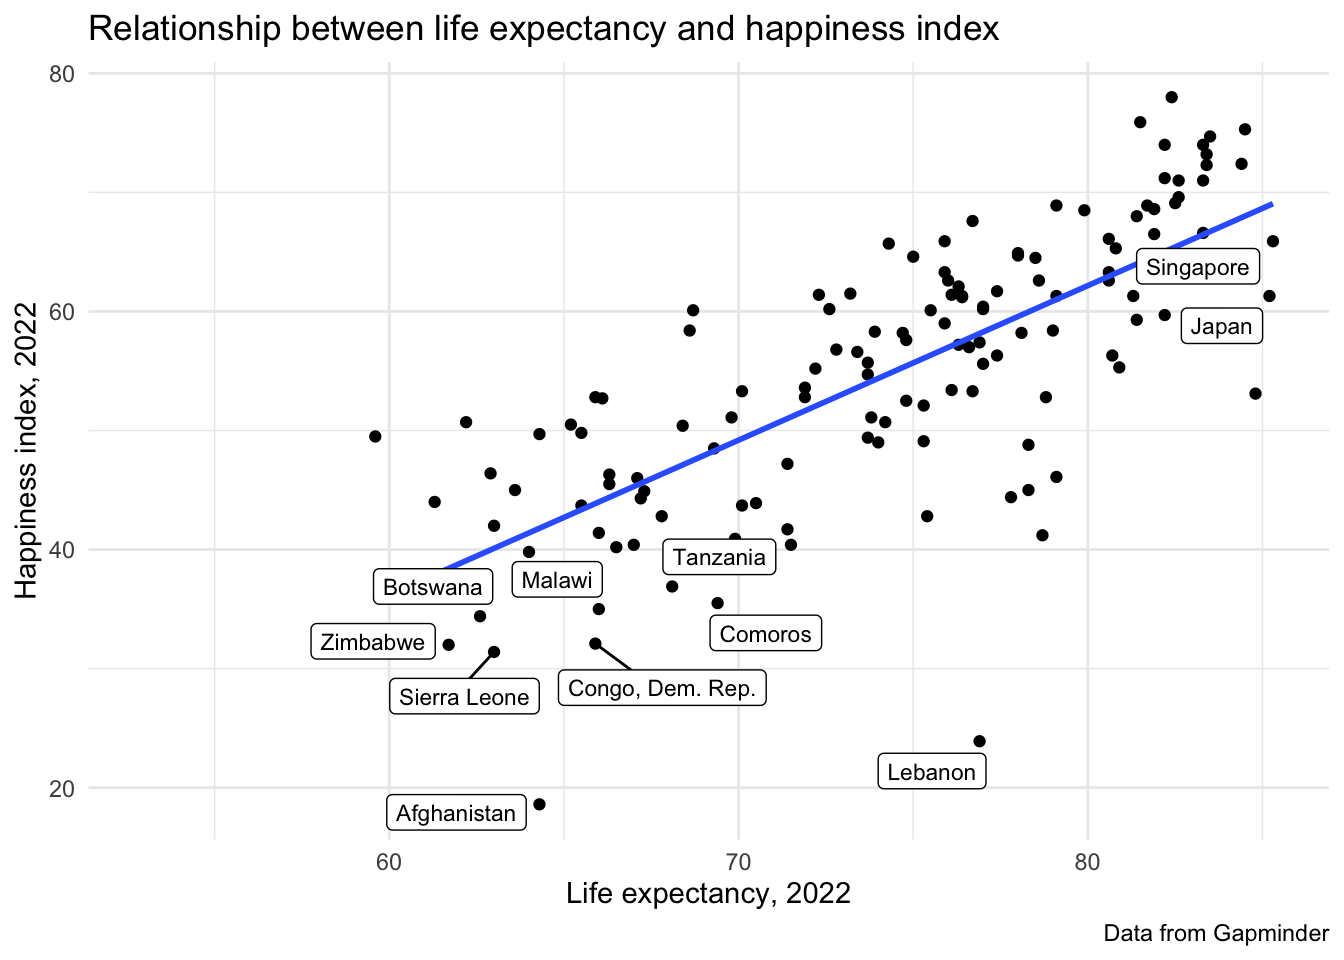 Relationship between life expectancy and happiness index
80
60
40
20
Happiness index, 2022
Singapore
Japan
Tanzania
Malawi
Botswana
Comoros
Zimbabwe
Congo, Dem. Rep.
Sierra Leone
Lebanon
Afghanistan
60 70 80
Life expectancy, 2022
Data from Gapminder